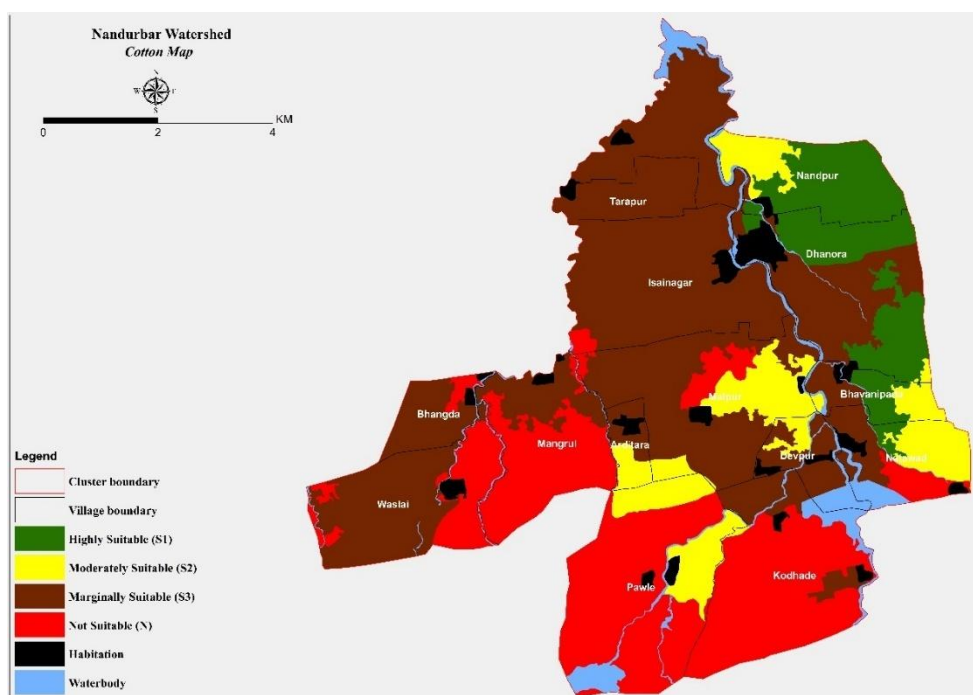 Nandurbar Watershed
Cotton Map
N
W
S
KM
0 2 4
Nandpur
Tarapur
Dhanora
Isainagar
Bhavanipada
Bhangda
Mangrul
Arditara
Devpur
Waslai
Pawle
Kodhade
Legend
Cluster boundary
Village boundary
Highly Suitable (S1)
Moderately Suitable (S2)
Marginally Suitable (S3)
Not Suitable (N)
Habitation
Waterbody